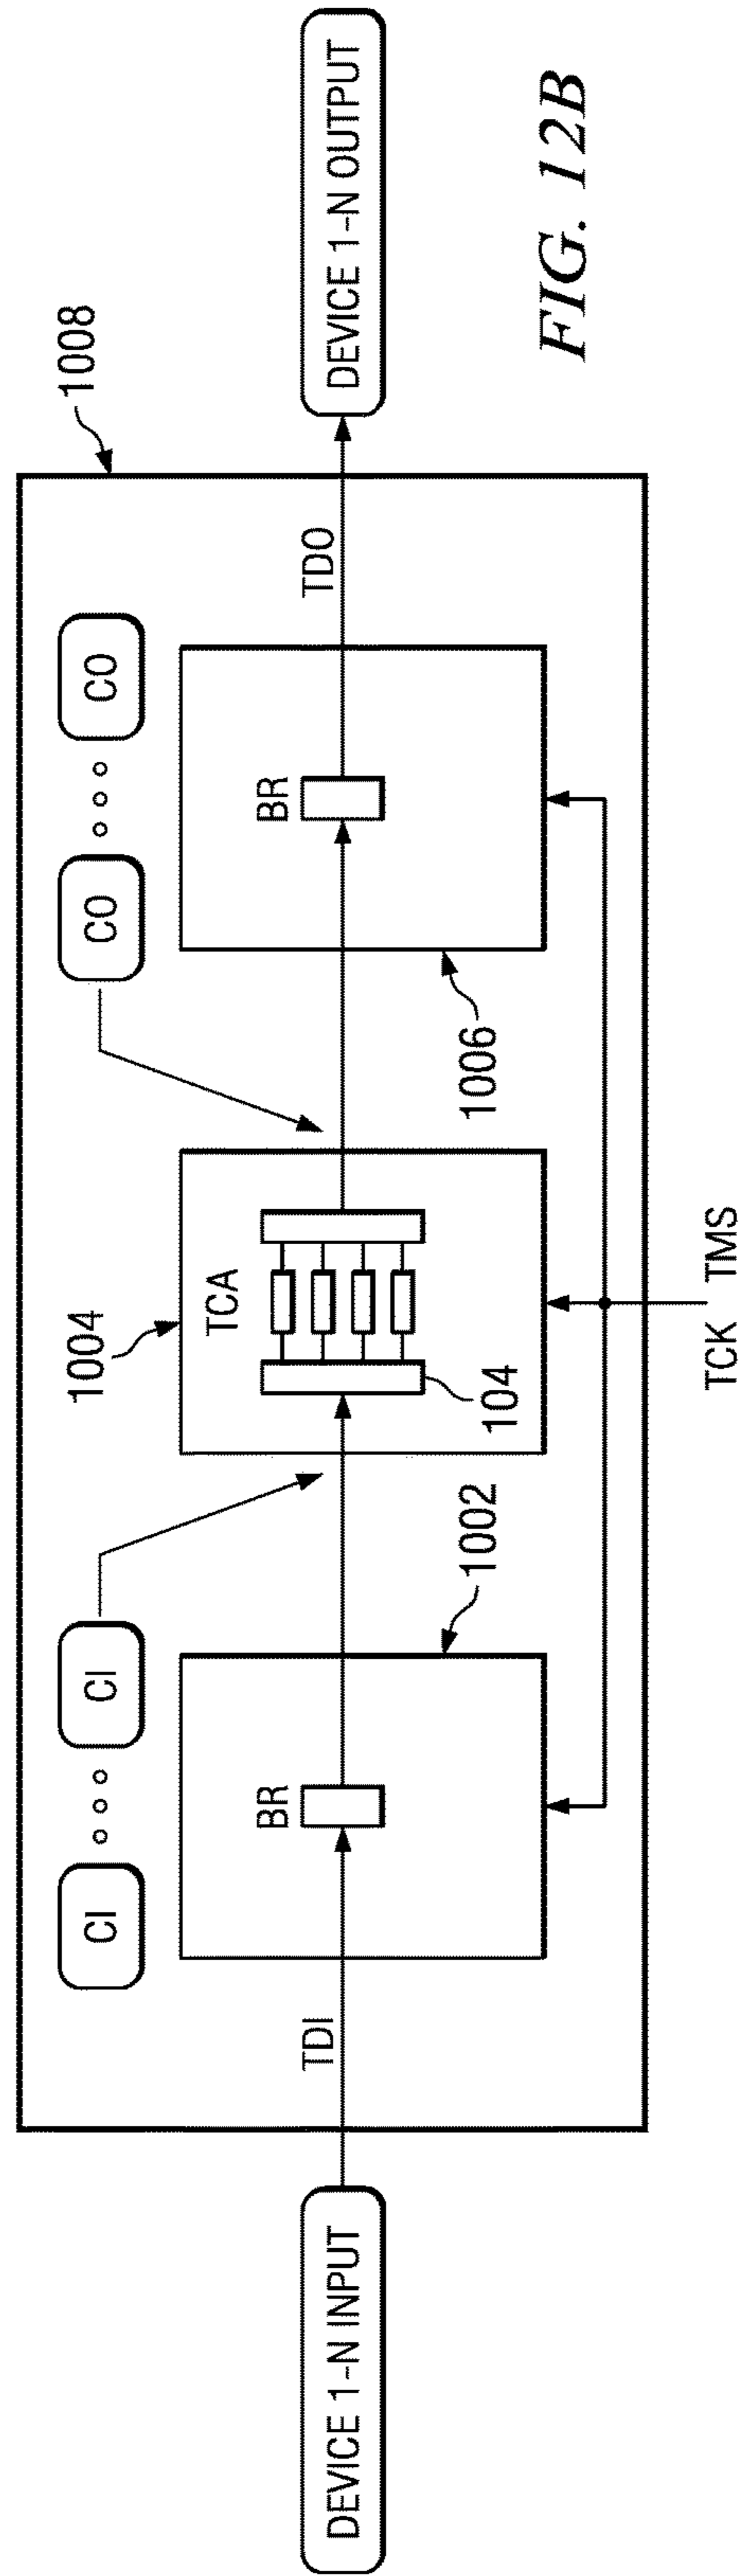 1008
CI
CI
CO
CO
1004
TCA
DEVICE 1-N INPUT
TDI
BR
BR
TDO
DEVICE 1-N OUTPUT
104
1002
1006
TCK TMS
FIG. 12B